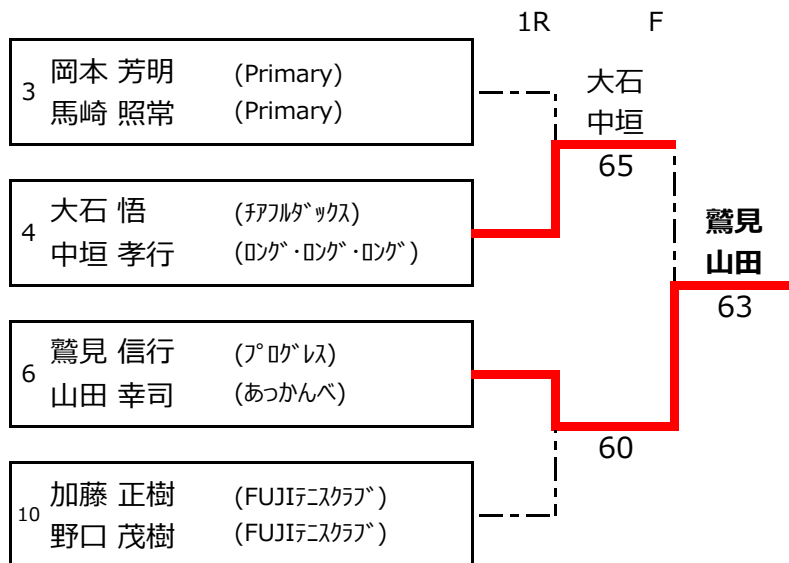 1R F
3 岡本 芳明 (Primary)
馬崎 照常 (Primary)
大石
中垣
65
4 大石 悟 (ﾁｱﾌﾙﾀﾞｯｸｽ)
中垣 孝行 (ﾛﾝｸﾞ･ﾛﾝｸﾞ･ﾛﾝｸﾞ)
鷲見
山田
63
6 鷲見 信行 (ﾌﾟﾛｸﾞﾚｽ)
山田 幸司 (あっかんべ)
60
10 加藤 正樹 (FUJIﾃﾆｽｸﾗﾌﾞ)
野口 茂樹 (FUJIﾃﾆｽｸﾗﾌﾞ)